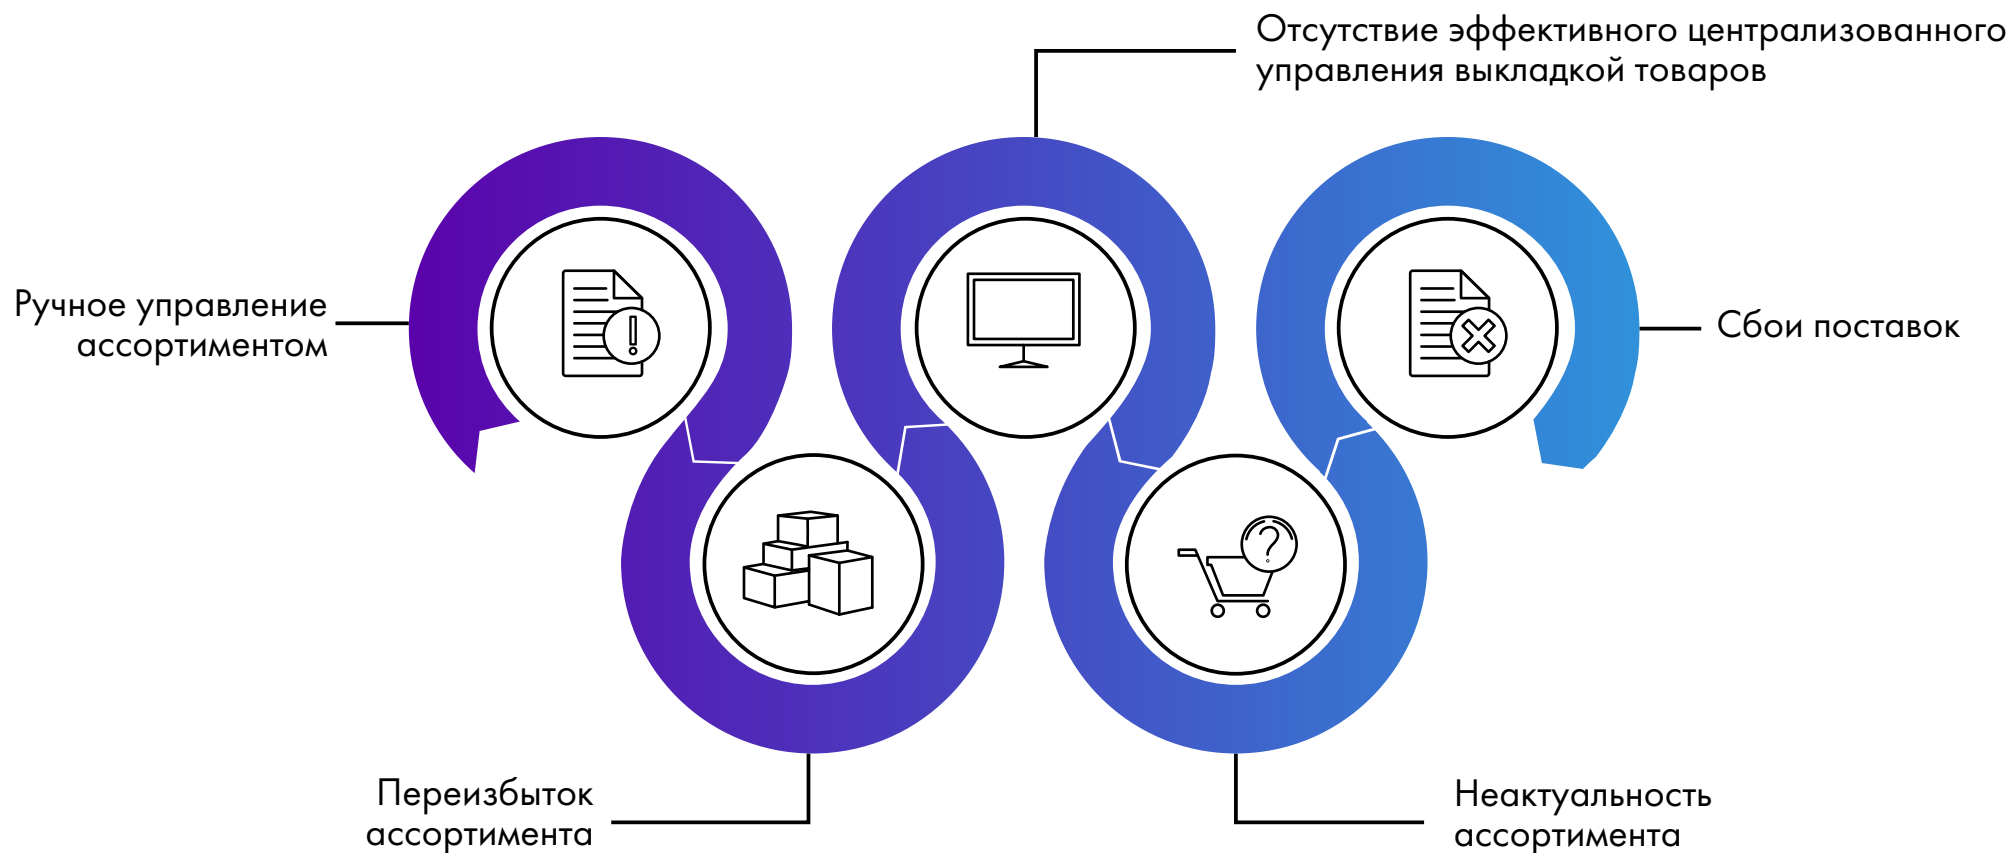 Отсутствие эффективного централизованного
управления выкладкой товаров
Ручное управление
ассортиментом
Сбои поставок
Переизбыток
ассортимента
Неактуальность
ассортимента